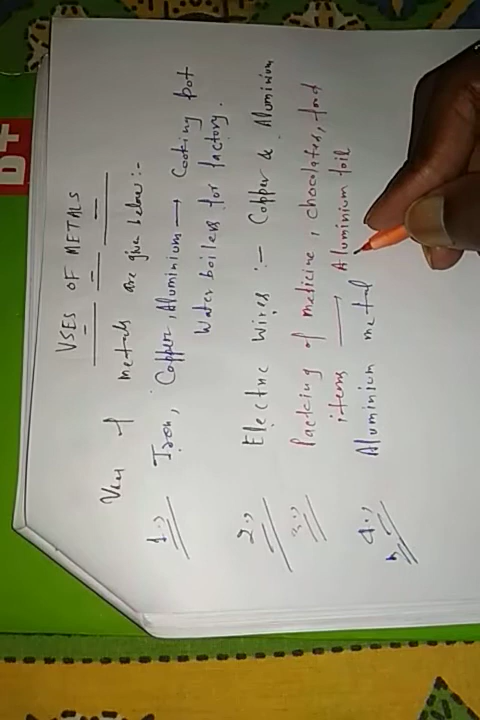 USES OF METALS
Uses of metals are given below:-
1.) Iron, Copper, Aluminium → Cooking Pot
Water boilers for factory.
2.) Electric Wires :- Copper & Aluminium
3.) Packing of medicine, chocolates, food
items → Aluminium foil
4.) Aluminium metal
B+